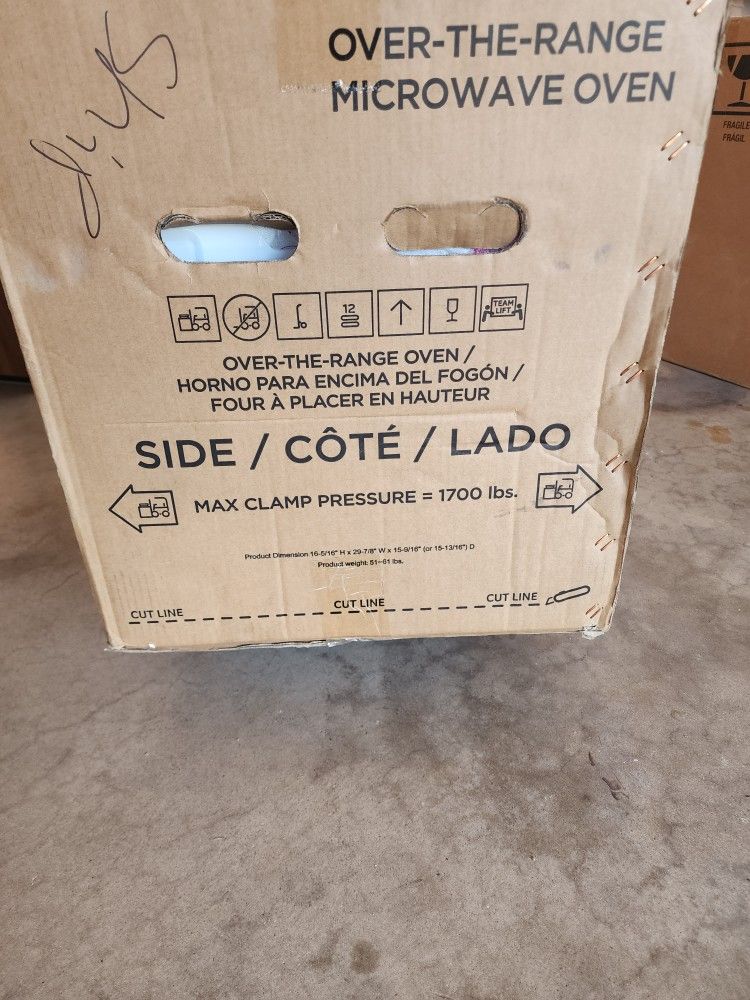 OVER-THE-RANGE
MICROWAVE OVEN
FRAGILE
FRÁGIL
12
TEAM
LIFT
OVER-THE-RANGE OVEN /
HORNO PARA ENCIMA DEL FOGÓN /
FOUR À PLACER EN HAUTEUR
SIDE / CÔTÉ / LADO
MAX CLAMP PRESSURE = 1700 lbs.
Product Dimension 16-5/16" H x 29-7/8" W x 15-9/16" (or 15-13/16") D
Product weight: 51~61 lbs.
CUT LINE CUT LINE CUT LINE